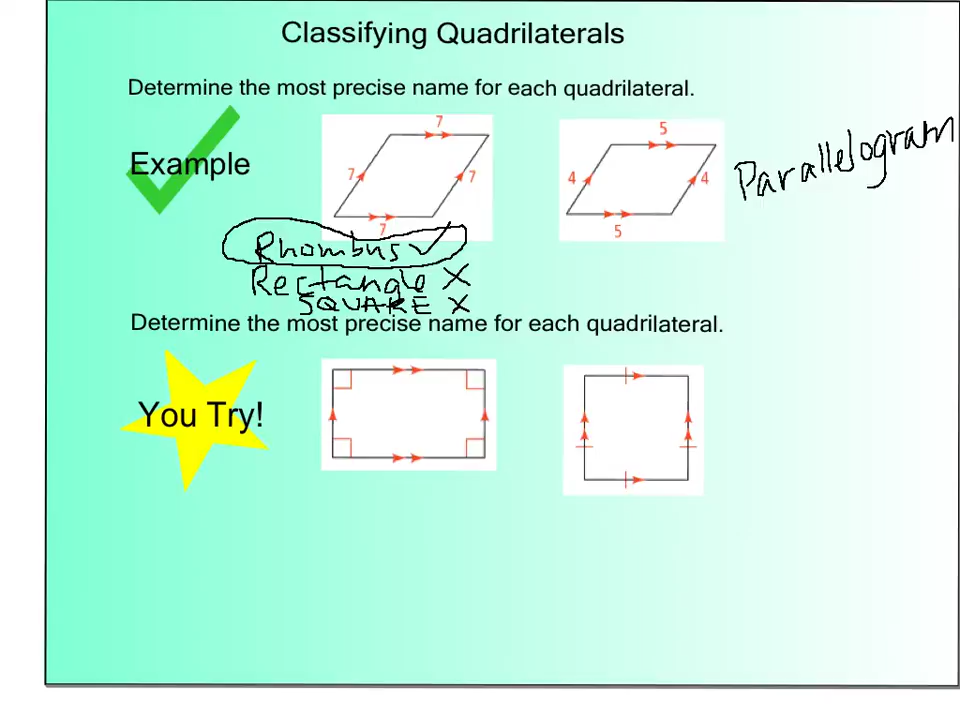 Classifying Quadrilaterals
Determine the most precise name for each quadrilateral.
Example
7
7
7
7
5
4
4
5
Parallelogram
Rhombus ✓
Rectangle X
SQUARE X
Determine the most precise name for each quadrilateral.
You Try!